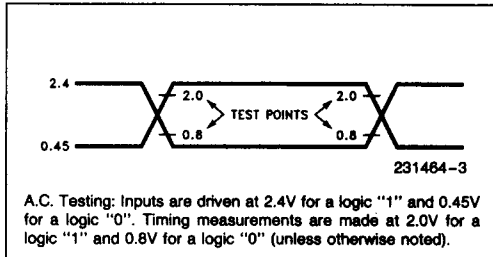 2.4
2.0
2.0
TEST POINTS
0.8
0.8
0.45
231464-3
A.C. Testing: Inputs are driven at 2.4V for a logic "1" and 0.45V
for a logic "0". Timing measurements are made at 2.0V for a
logic "1" and 0.8V for a logic "0" (unless otherwise noted).